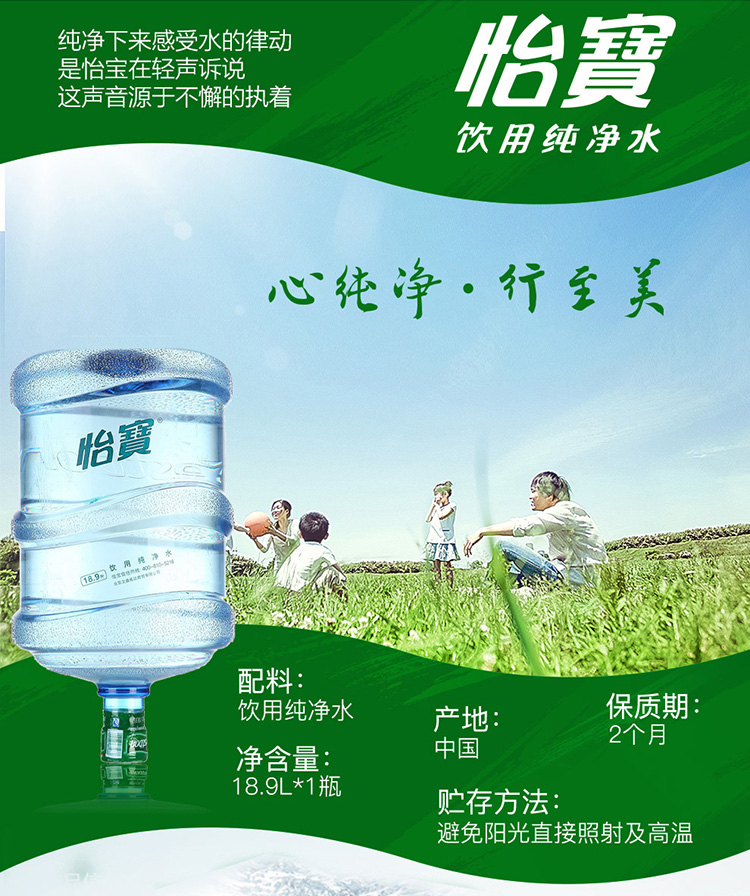 纯净下来感受水的律动
是怡宝在轻声诉说
这声音源于不懈的执着
怡寶
饮用纯净水
心纯净·行至美
怡寶®
18.9升 饮用纯净水
配料：
饮用纯净水
净含量：
18.9L*1瓶
产地：
中国
保质期：
2个月
贮存方法：
避免阳光直接照射及高温